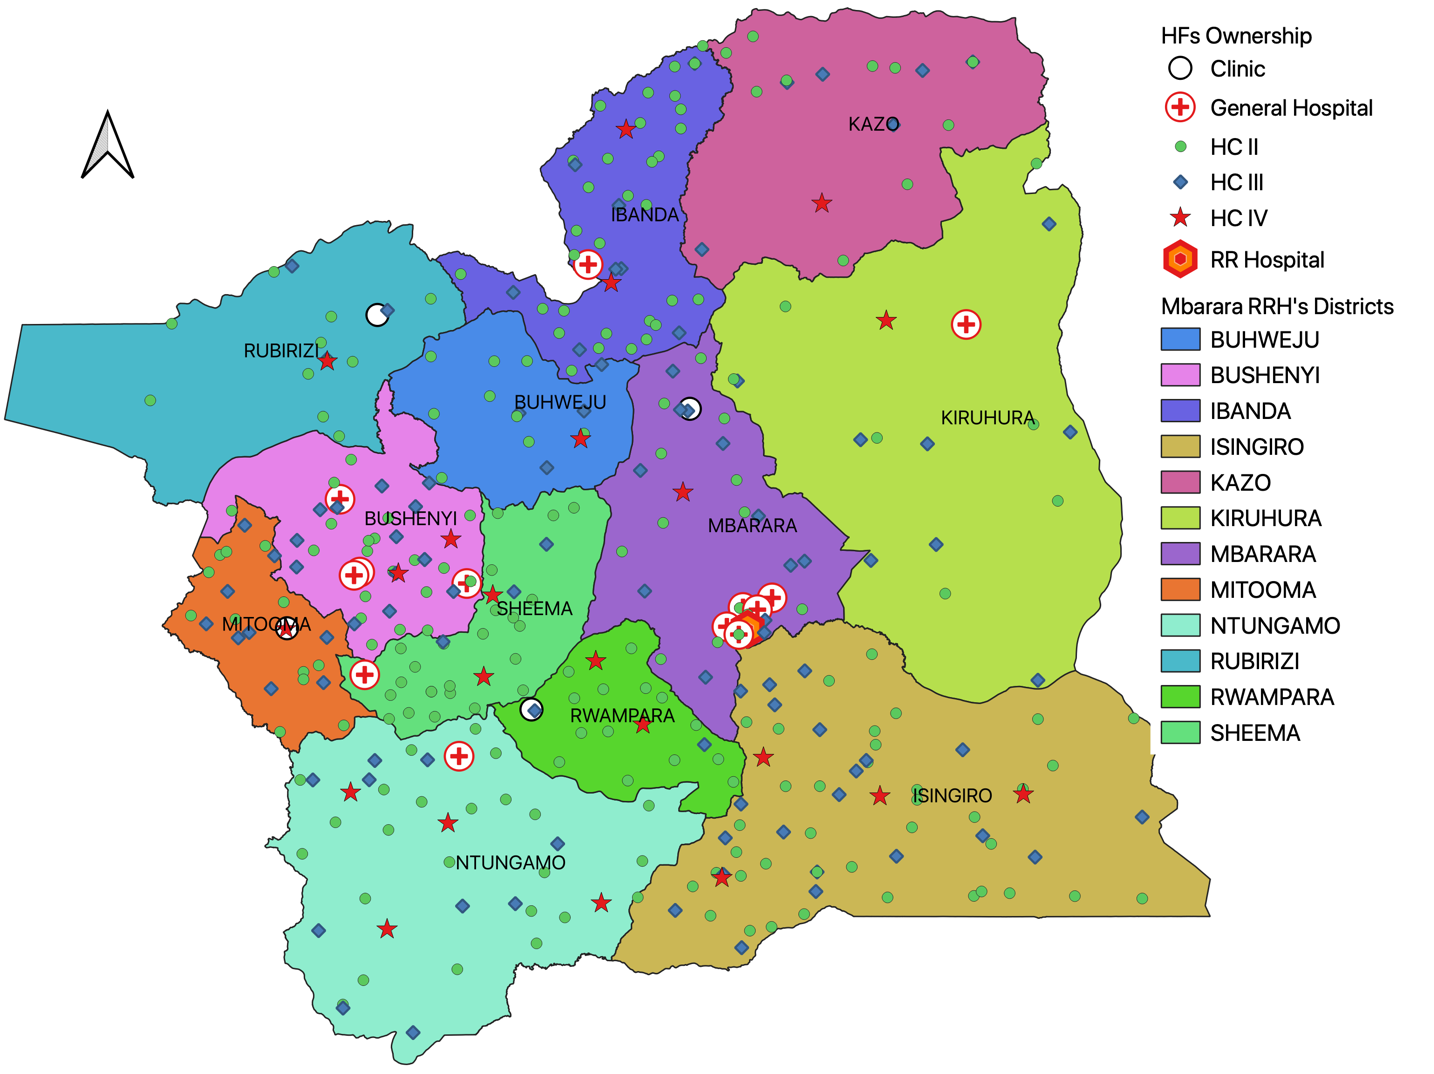 HFs Ownership
Clinic
General Hospital
HC II
HC III
HC IV
RR Hospital
Mbarara RRH's Districts
BUHWEJU
BUSHENYI
IBANDA
ISINGIRO
KAZO
KIRUHURA
MBARARA
MITOOMA
NTUNGAMO
RUBIRIZI
RWAMPARA
SHEEMA
KAZO
IBANDA
RUBIRIZI
BUHWEJU
KIRUHURA
BUSHENYI
MBARARA
SHEEMA
MITOOMA
RWAMPARA
ISINGIRO
NTUNGAMO